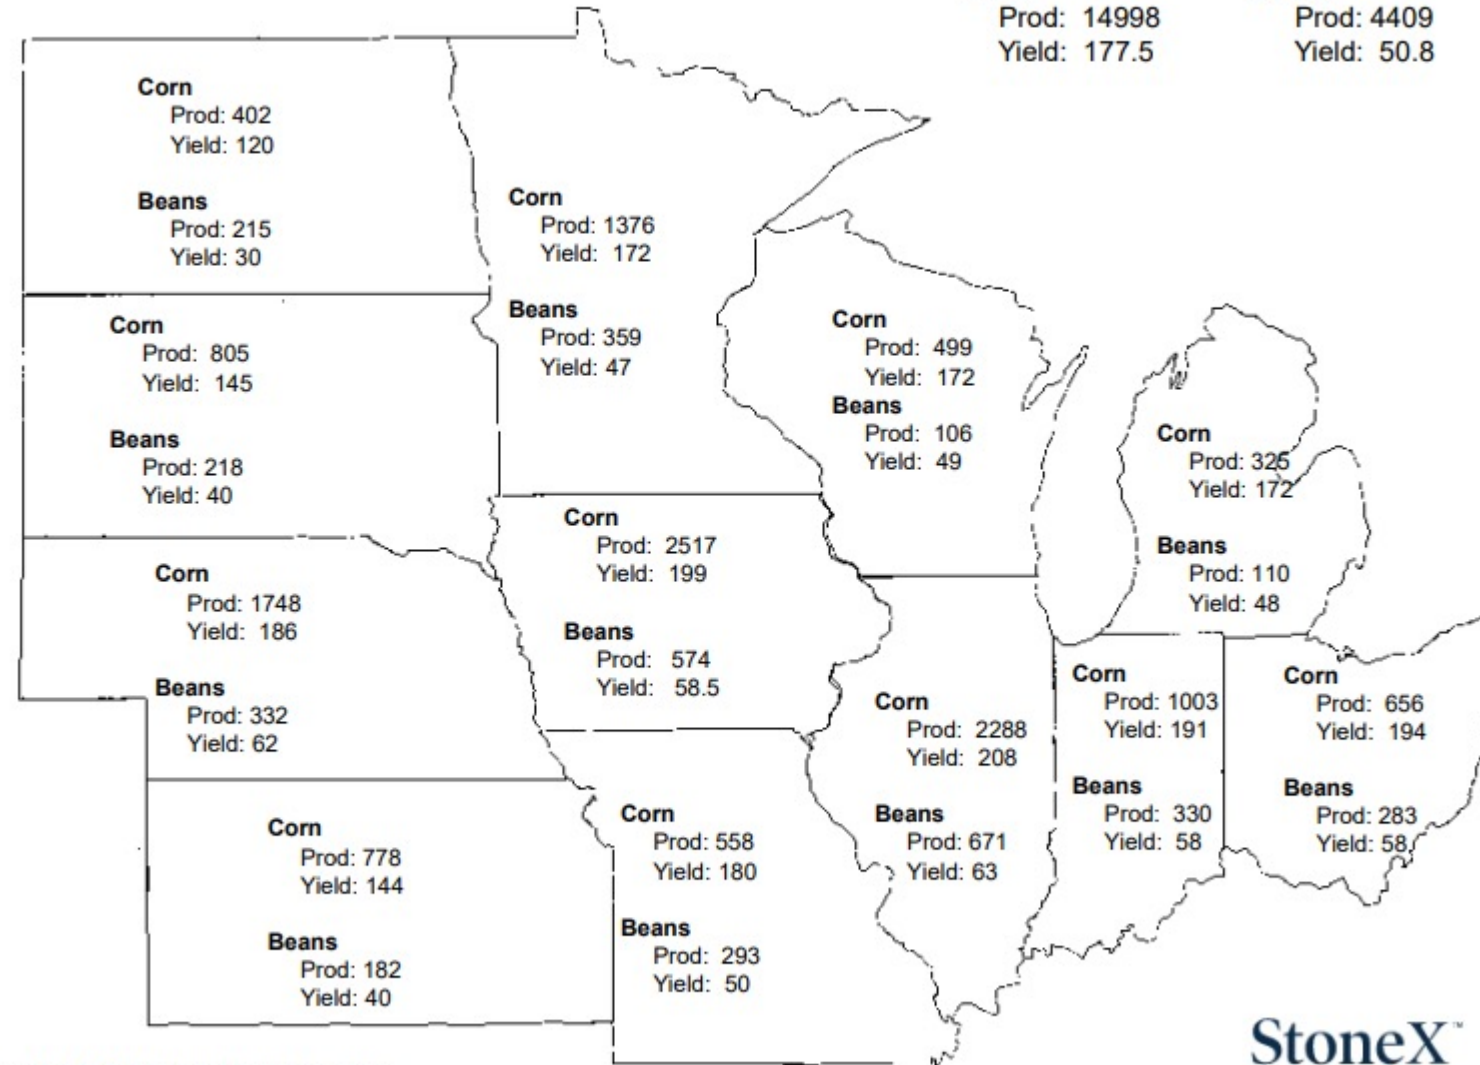 Prod: 14998
Yield: 177.5
Prod: 4409
Yield: 50.8
Corn
Prod: 402
Yield: 120
Beans
Prod: 215
Yield: 30
Corn
Prod: 1376
Yield: 172
Beans
Prod: 359
Yield: 47
Corn
Prod: 499
Yield: 172
Beans
Prod: 106
Yield: 49
Corn
Prod: 325
Yield: 172
Beans
Prod: 110
Yield: 48
Corn
Prod: 805
Yield: 145
Beans
Prod: 218
Yield: 40
Corn
Prod: 2517
Yield: 199
Beans
Prod: 574
Yield: 58.5
Corn
Prod: 1748
Yield: 186
Beans
Prod: 332
Yield: 62
Corn
Prod: 2288
Yield: 208
Beans
Prod: 671
Yield: 63
Corn
Prod: 1003
Yield: 191
Beans
Prod: 330
Yield: 58
Corn
Prod: 656
Yield: 194
Beans
Prod: 283
Yield: 58
Corn
Prod: 778
Yield: 144
Beans
Prod: 182
Yield: 40
Corn
Prod: 558
Yield: 180
Beans
Prod: 293
Yield: 50
StoneX™